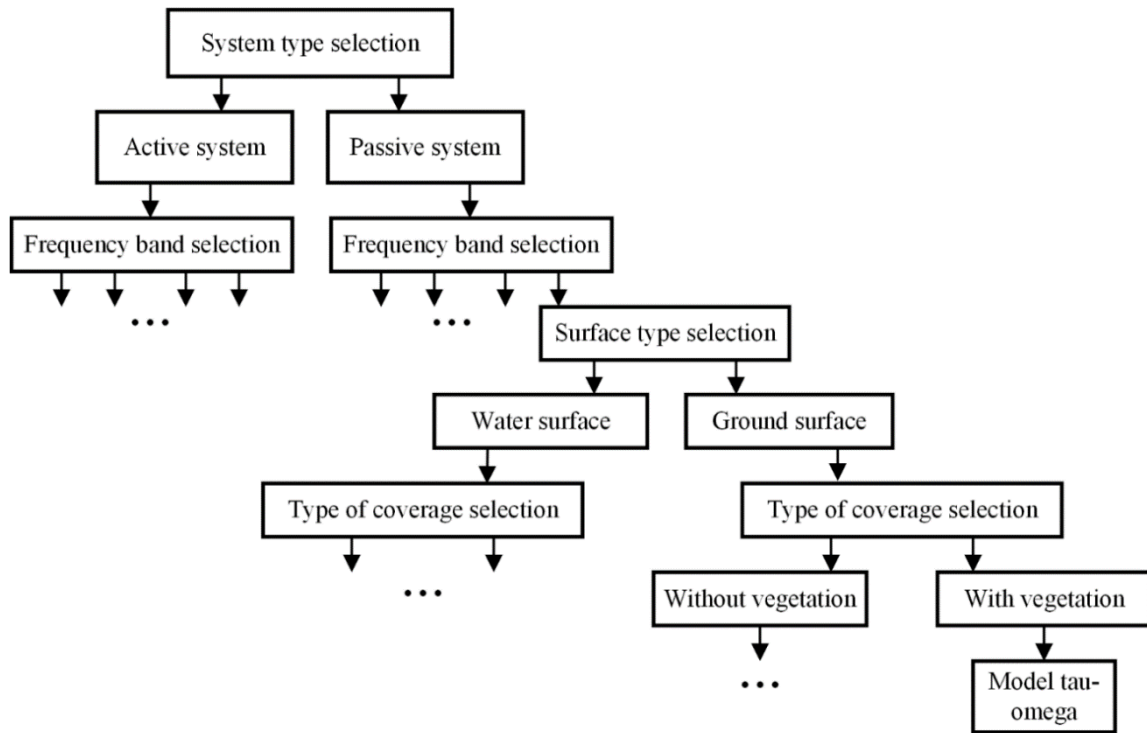 System type selection
Active system
Passive system
Frequency band selection
Frequency band selection
...
...
Surface type selection
Water surface
Ground surface
Type of coverage selection
Type of coverage selection
...
Without vegetation
With vegetation
...
Model tau-
omega